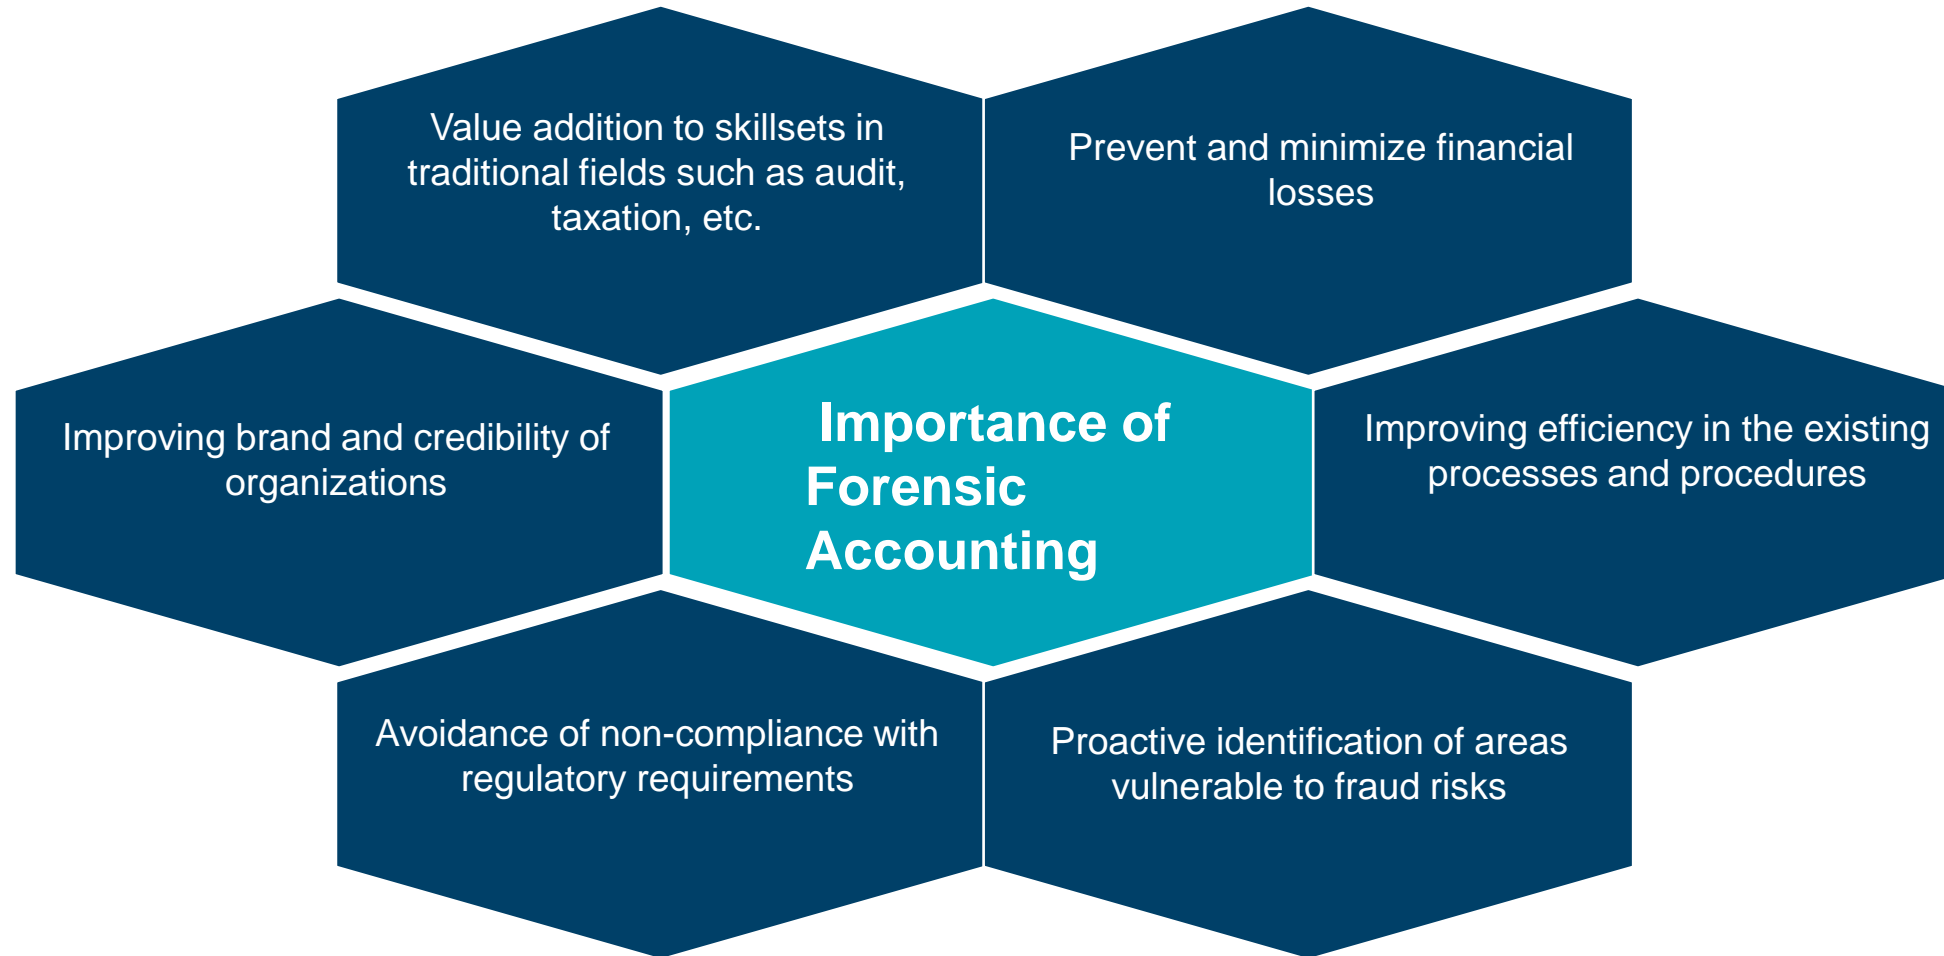 Value addition to skillsets in
traditional fields such as audit,
taxation, etc.
Prevent and minimize financial
losses
Improving brand and credibility of
organizations
Importance of
Forensic
Accounting
Improving efficiency in the existing
processes and procedures
Avoidance of non-compliance with
regulatory requirements
Proactive identification of areas
vulnerable to fraud risks